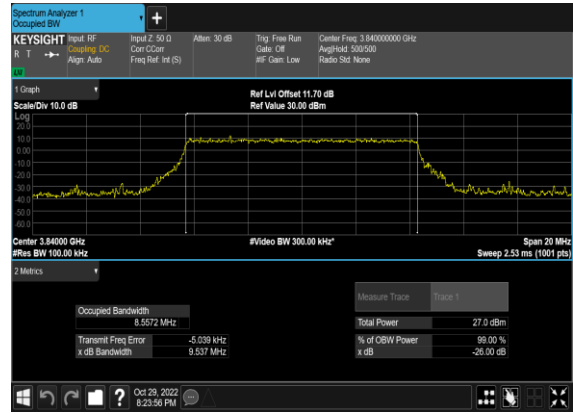 Spectrum Analyzer 1
Occupied BW
+
KEYSIGHT Input: RF Input Z: 50 Ω Atten: 30 dB Trig: Free Run Center Freq: 3.840000000 GHz
R T Coupling: DC Corr CCorr Gate: Off Avg|Hold: 500/500
Align: Auto Freq Ref: Int (S) #IF Gain: Low Radio Std: None
1 Graph Ref Lvl Offset 11.70 dB
Scale/Div 10.0 dB Ref Value 30.00 dBm
Log
20.0
10.0
0.00
-10.0
-20.0
-30.0
-40.0
-50.0
-60.0
Center 3.84000 GHz #Video BW 300.00 kHz* Span 20 MHz
#Res BW 100.00 kHz Sweep 2.53 ms (1001 pts)
2 Metrics
Measure Trace Trace 1
Occupied Bandwidth
8.5572 MHz Total Power 27.0 dBm
Transmit Freq Error -5.039 kHz % of OBW Power 99.00 %
x dB Bandwidth 9.537 MHz x dB -26.00 dB
? Oct 29, 2022
8:23:56 PM